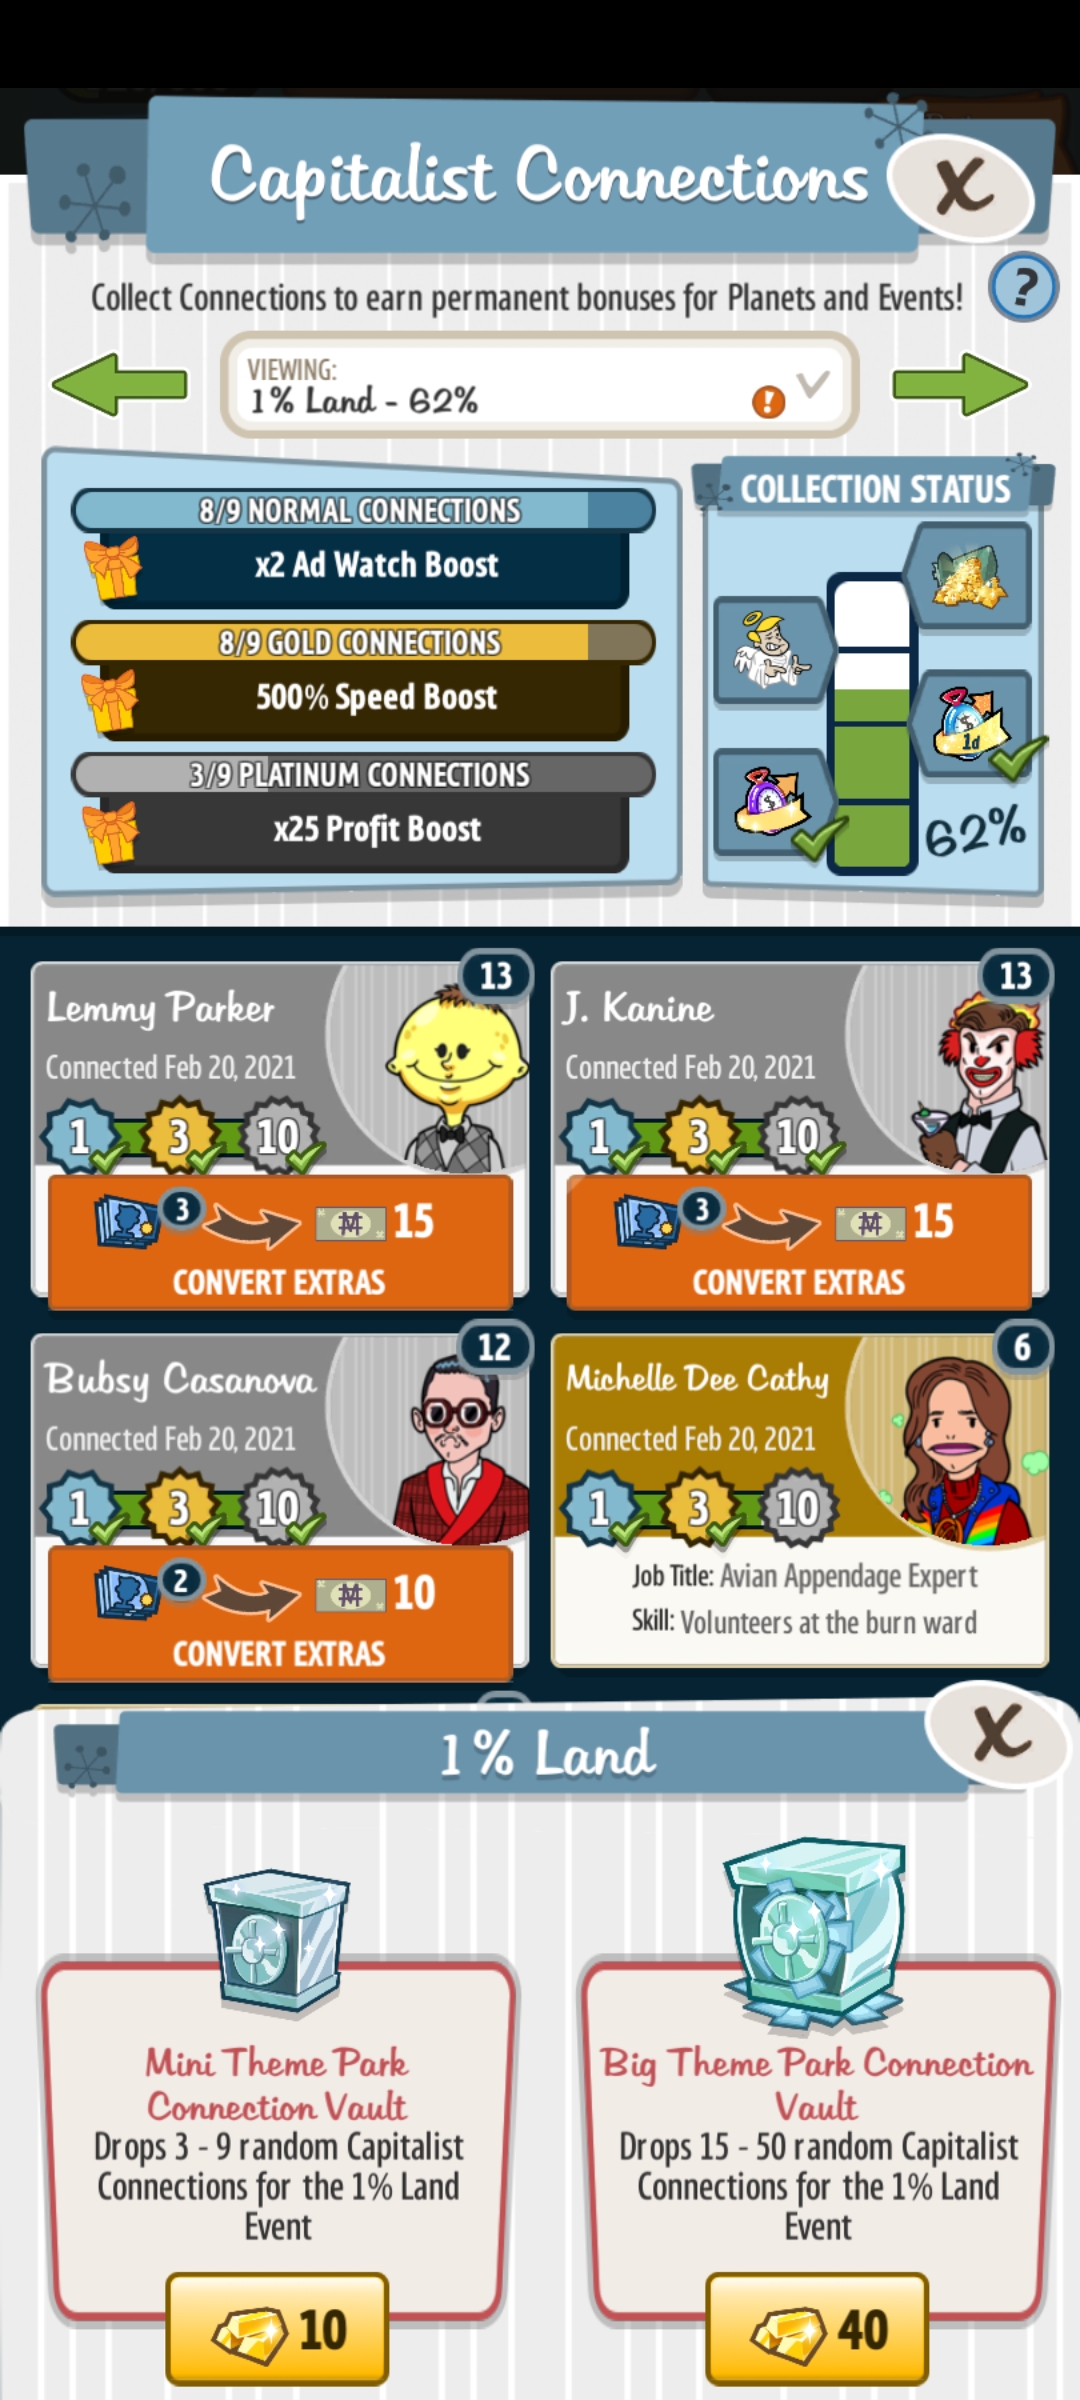 Capitalist Connections
X
Collect Connections to earn permanent bonuses for Planets and Events!
?
VIEWING:
1% Land - 62%
!
8/9 NORMAL CONNECTIONS
x2 Ad Watch Boost
8/9 GOLD CONNECTIONS
500% Speed Boost
3/9 PLATINUM CONNECTIONS
x25 Profit Boost
COLLECTION STATUS
1d
62%
13
Lemmy Parker
Connected Feb 20, 2021
1 3 10
3 15
CONVERT EXTRAS
13
J. Kanine
Connected Feb 20, 2021
1 3 10
3 15
CONVERT EXTRAS
12
Bubsy Casanova
Connected Feb 20, 2021
1 3 10
2 10
CONVERT EXTRAS
6
Michelle Dee Cathy
Connected Feb 20, 2021
1 3 10
Job Title: Avian Appendage Expert
Skill: Volunteers at the burn ward
1% Land
X
Mini Theme Park
Connection Vault
Drops 3 - 9 random Capitalist
Connections for the 1% Land
Event
10
Big Theme Park Connection
Vault
Drops 15 - 50 random Capitalist
Connections for the 1% Land
Event
40